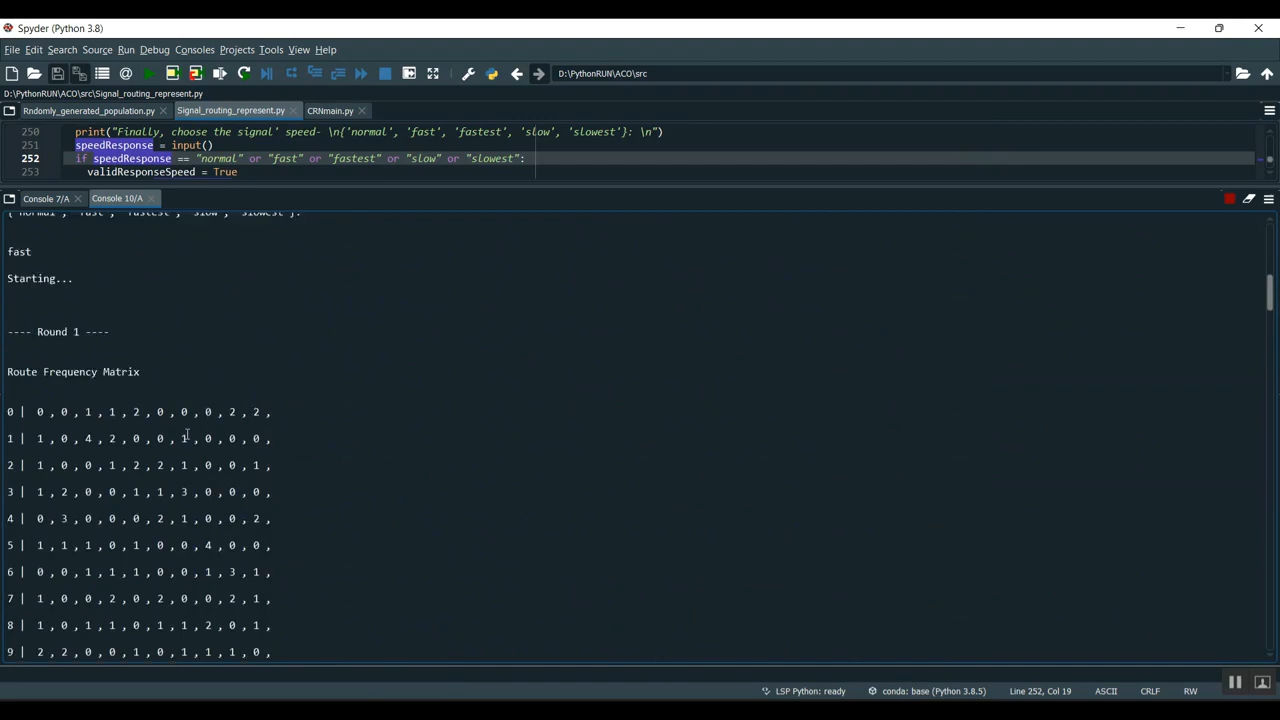 Spyder (Python 3.8)
File Edit Search Source Run Debug Consoles Projects Tools View Help
D:\PythonRUN\ACO\src
D:\PythonRUN\ACO\src\Signal_routing_represent.py
Rndomly_generated_population.py Signal_routing_represent.py CRNmain.py
250 print("Finally, choose the signal' speed- \n{'normal', 'fast', 'fastest', 'slow', 'slowest'}: \n")
251 speedResponse = input()
252 if speedResponse == "normal" or "fast" or "fastest" or "slow" or "slowest":
253 validResponseSpeed = True
Console 7/A Console 10/A
{'normal', 'fast', 'fastest', 'slow', 'slowest'}:
fast
Starting...
---- Round 1 ----
Route Frequency Matrix
0 | 0 , 0 , 1 , 1 , 2 , 0 , 0 , 0 , 2 , 2 ,
1 | 1 , 0 , 4 , 2 , 0 , 0 , 1 , 0 , 0 , 0 ,
2 | 1 , 0 , 0 , 1 , 2 , 2 , 1 , 0 , 0 , 1 ,
3 | 1 , 2 , 0 , 0 , 1 , 1 , 3 , 0 , 0 , 0 ,
4 | 0 , 3 , 0 , 0 , 0 , 2 , 1 , 0 , 0 , 2 ,
5 | 1 , 1 , 1 , 0 , 1 , 0 , 0 , 4 , 0 , 0 ,
6 | 0 , 0 , 1 , 1 , 1 , 0 , 0 , 1 , 3 , 1 ,
7 | 1 , 0 , 0 , 2 , 0 , 2 , 0 , 0 , 2 , 1 ,
8 | 1 , 0 , 1 , 1 , 0 , 1 , 1 , 2 , 0 , 1 ,
9 | 2 , 2 , 0 , 0 , 1 , 0 , 1 , 1 , 1 , 0 ,
LSP Python: ready conda: base (Python 3.8.5) Line 252, Col 19 ASCII CRLF RW